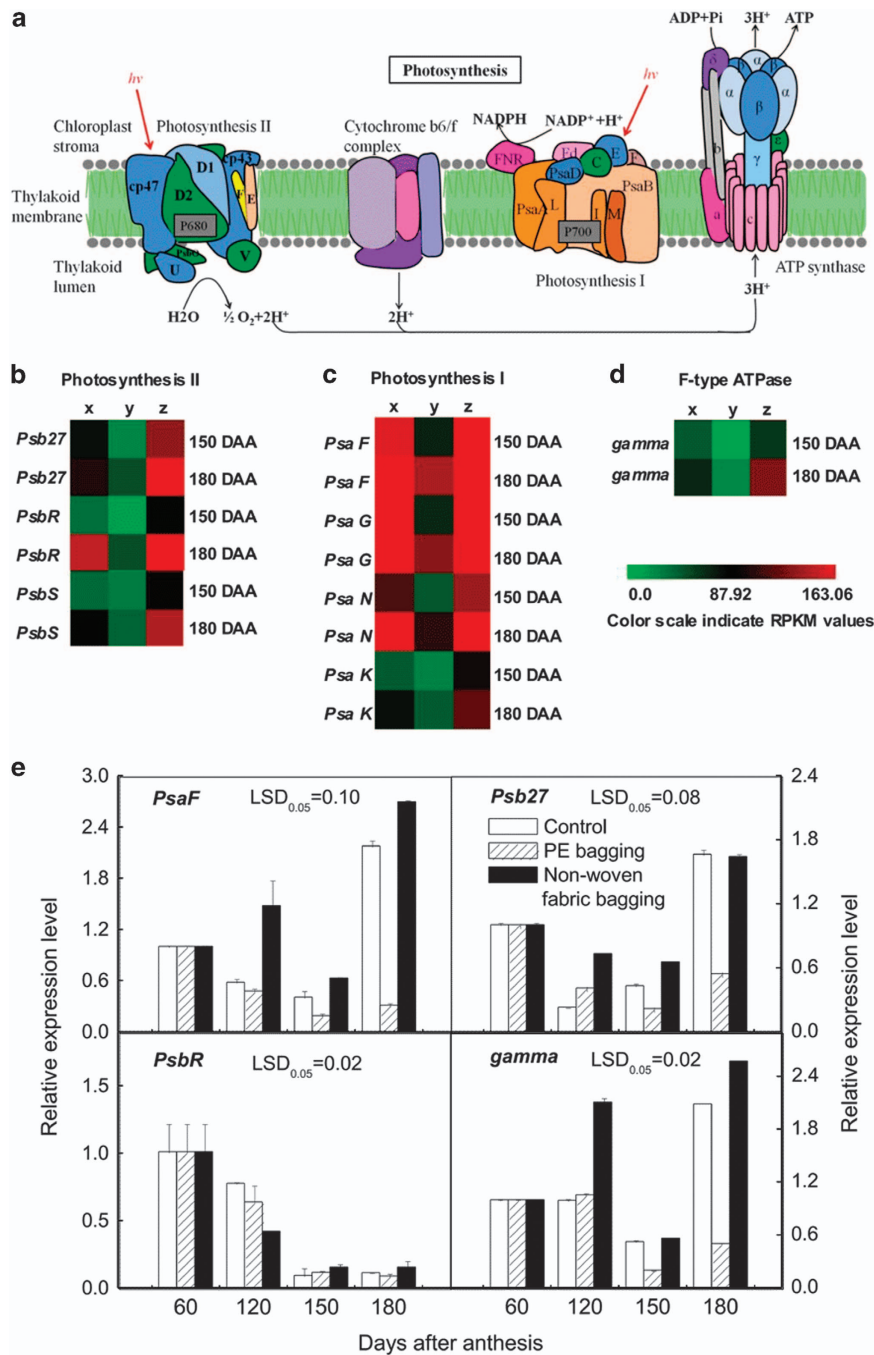 a
ADP+Pi 3H⁺ ATP
Photosynthesis
hν
hν
NADPH NADP⁺+H⁺
Chloroplast
stroma
Photosynthesis II
Cytochrome b6/f
complex
Thylakoid
membrane
Thylakoid
lumen
cp47 D2 D1 cp43 F E
P680
U V
FNR Fd C E F
PsaD
PsaA L I M PsaB
P700
δ α β β α α β
b ε γ
a c
Photosynthesis I
ATP synthase
H2O ½ O₂+2H⁺ 2H⁺ 3H⁺
b
Photosynthesis II
x y z
Psb27 150 DAA
Psb27 180 DAA
PsbR 150 DAA
PsbR 180 DAA
PsbS 150 DAA
PsbS 180 DAA
c
Photosynthesis I
x y z
Psa F 150 DAA
Psa F 180 DAA
Psa G 150 DAA
Psa G 180 DAA
Psa N 150 DAA
Psa N 180 DAA
Psa K 150 DAA
Psa K 180 DAA
d
F-type ATPase
x y z
gamma 150 DAA
gamma 180 DAA
0.0 87.92 163.06
Color scale indicate RPKM values
e
Relative expression level
3.0
2.4
1.8
1.2
0.6
0.0
PsaF LSD0.05=0.10
Psb27 LSD0.05=0.08
Control
PE bagging
Non-woven
fabric bagging
2.4
1.8
1.2
0.6
0.0
Relative expression level
1.5
1.0
0.5
0.0
PsbR LSD0.05=0.02
gamma LSD0.05=0.02
2.4
1.8
1.2
0.6
0.0
60 120 150 180 60 120 150 180
Days after anthesis